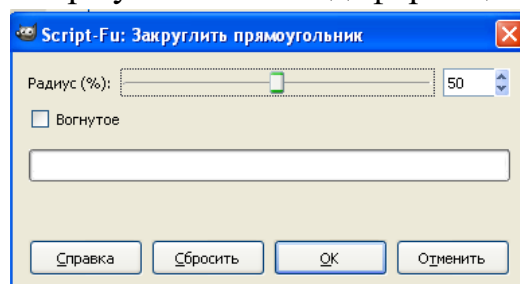 Script-Fu: Закруглить прямоугольник
Радиус (%): 50
Вогнутое
Справка Сбросить OK Отменить